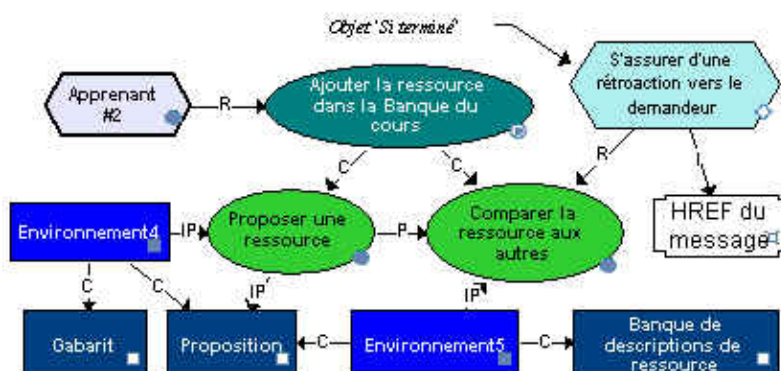 Objet 'Si terminé'
Apprenant
#2
R
Ajouter la ressource
dans la Banque du
cours
S'assurer d'une
rétroaction vers le
demandeur
C
C
R
I
Environnement4
IP
Proposer une
ressource
P
Comparer la
ressource aux
autres
HREF du
message
C
C
IP
IP
Gabarit
Proposition
C
Environnement5
C
Banque de
descriptions de
ressource